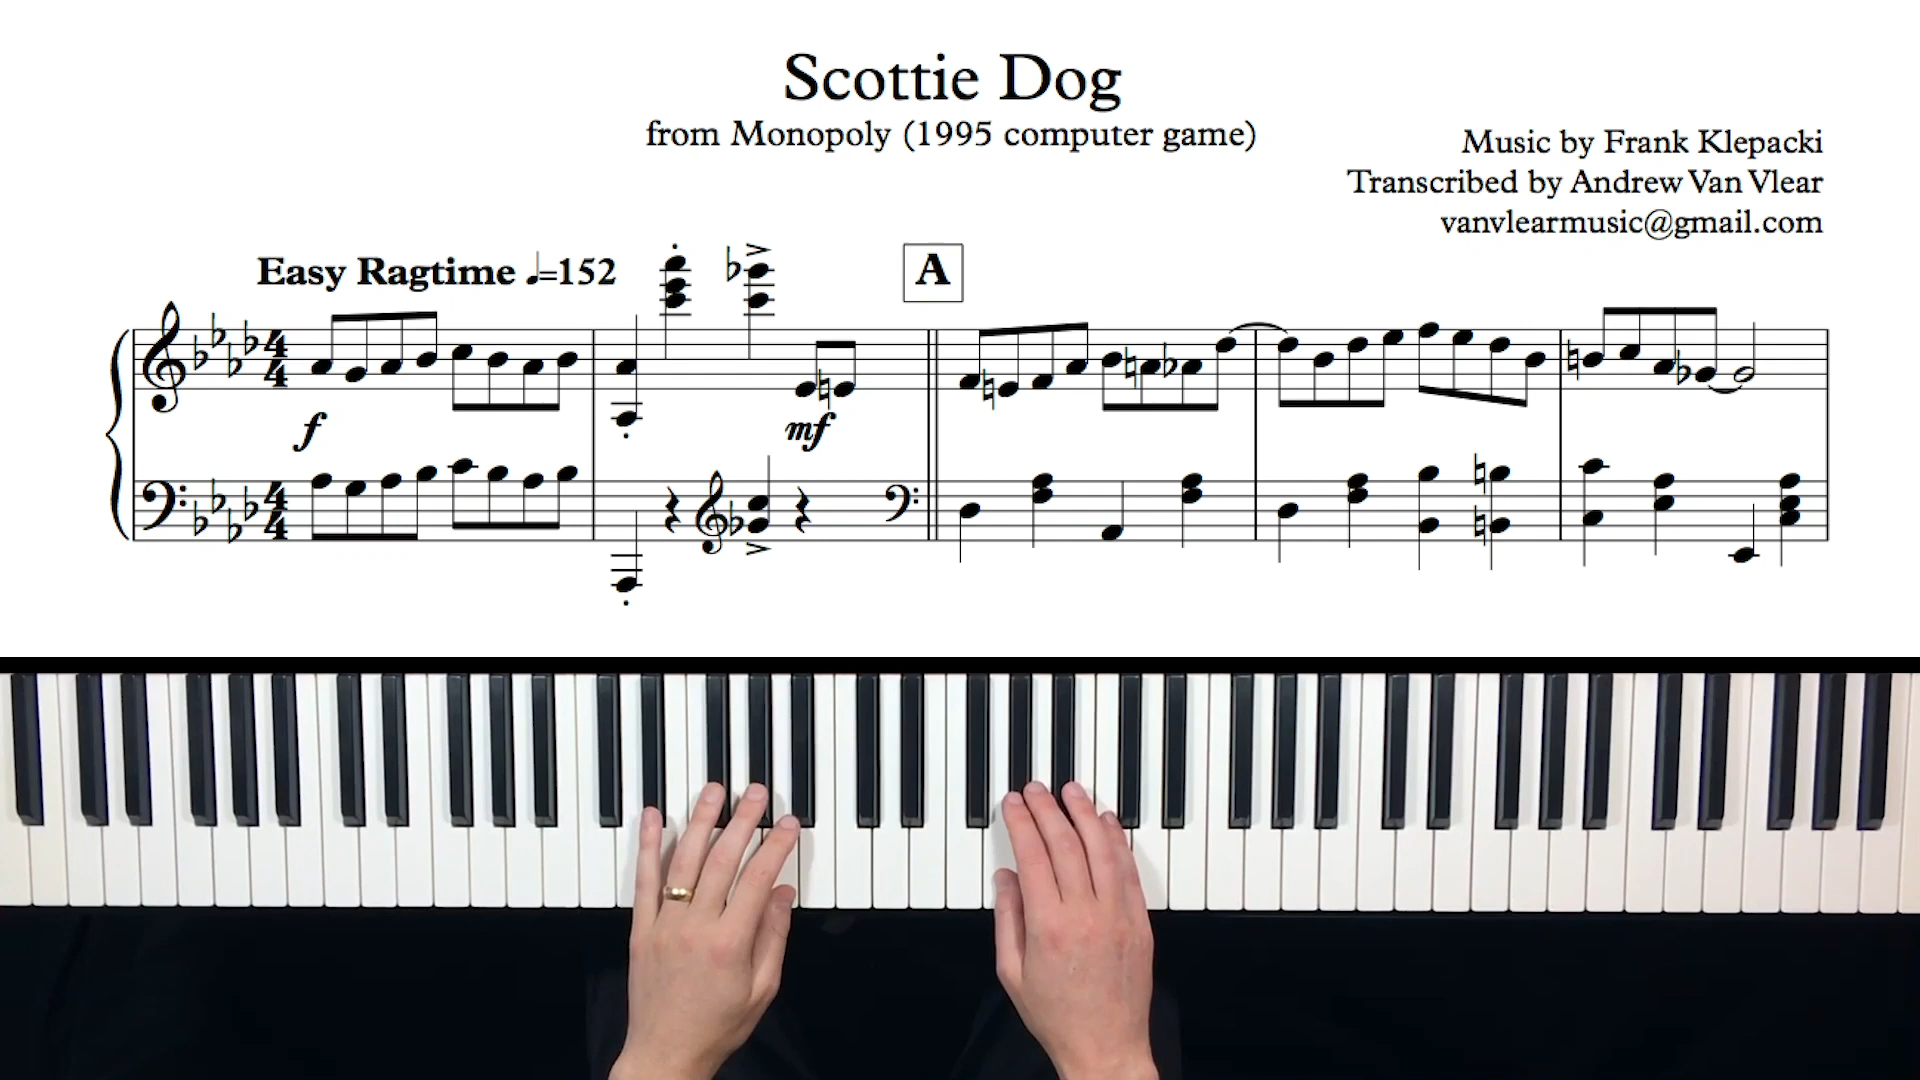 Scottie Dog
from Monopoly (1995 computer game)
Music by Frank Klepacki
Transcribed by Andrew Van Vlear
vanvlearmusic@gmail.com
Easy Ragtime ♩=152
A
f
mf